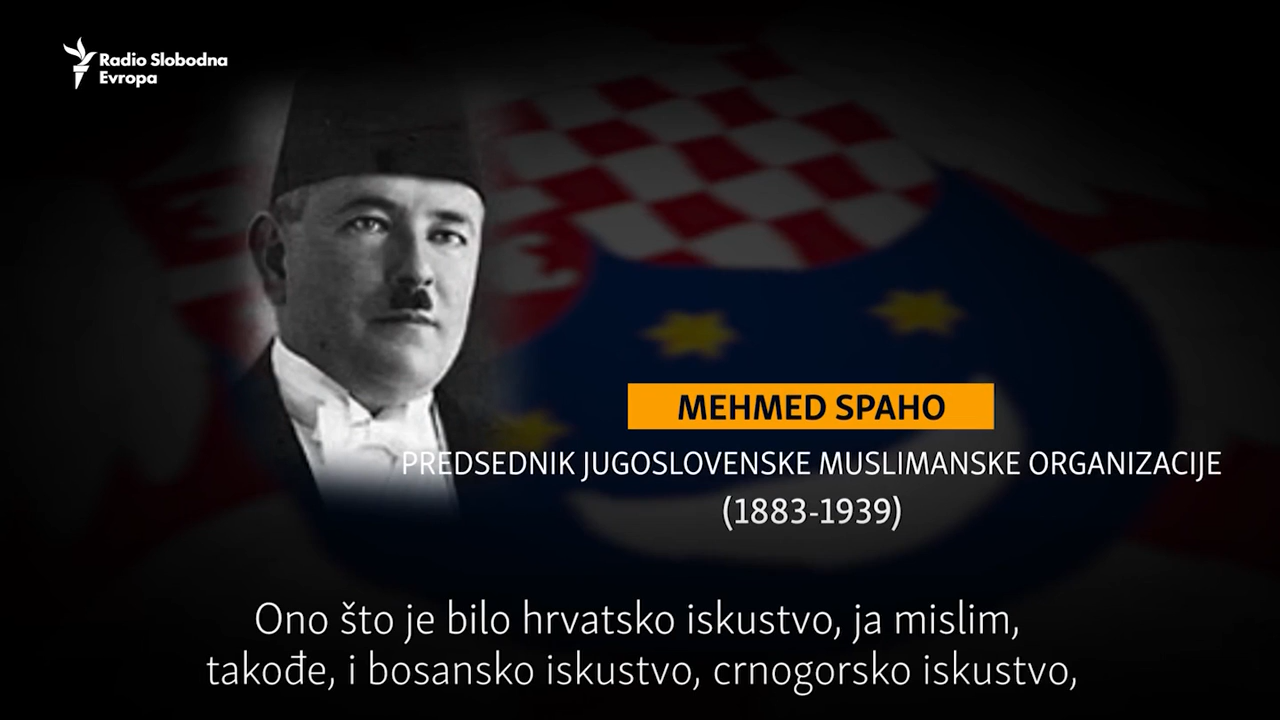 Radio Slobodna
Evropa
MEHMED SPAHO
PREDSEDNIK JUGOSLOVENSKE MUSLIMANSKE ORGANIZACIJE
(1883-1939)
Ono što je bilo hrvatsko iskustvo, ja mislim,
takođe, i bosansko iskustvo, crnogorsko iskustvo,